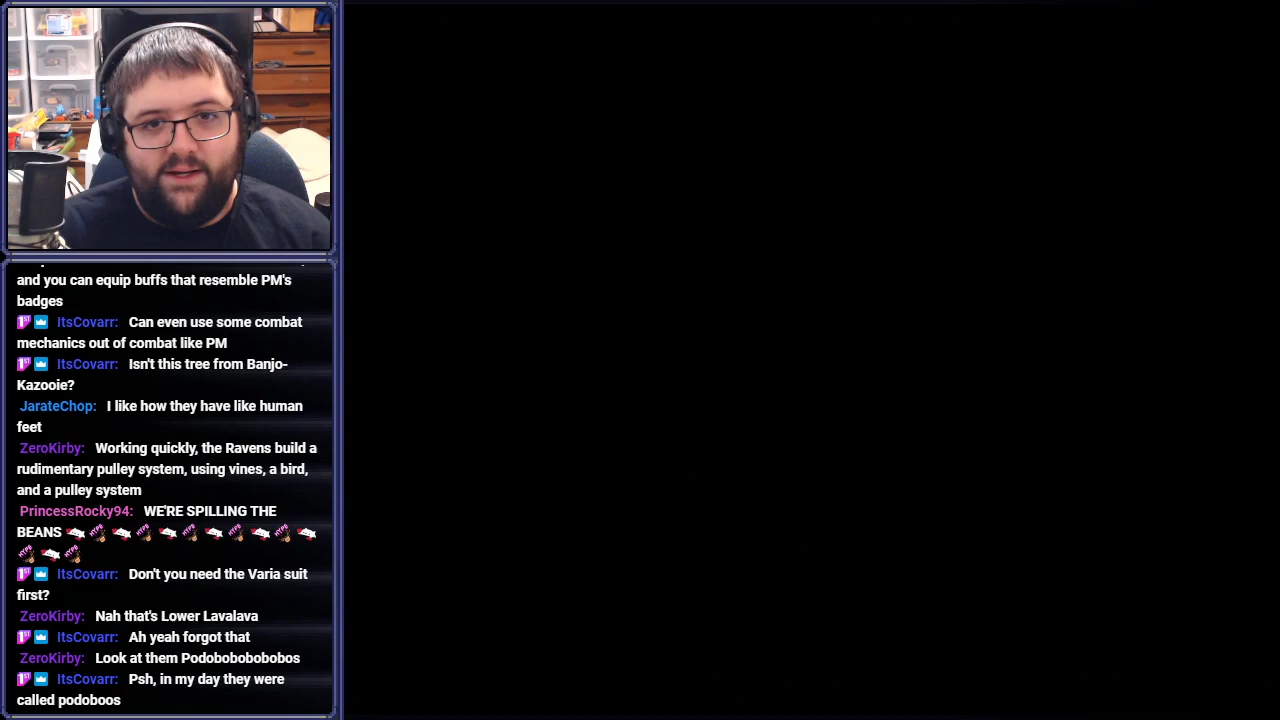 and you can equip buffs that resemble PM's
badges
ItsCovarr: Can even use some combat
mechanics out of combat like PM
ItsCovarr: Isn't this tree from Banjo-
Kazooie?
JarateChop: I like how they have like human
feet
ZeroKirby: Working quickly, the Ravens build a
rudimentary pulley system, using vines, a bird,
and a pulley system
PrincessRocky94: WE'RE SPILLING THE
BEANS
ItsCovarr: Don't you need the Varia suit
first?
ZeroKirby: Nah that's Lower Lavalava
ItsCovarr: Ah yeah forgot that
ZeroKirby: Look at them Podobobobobobos
ItsCovarr: Psh, in my day they were
called podoboos